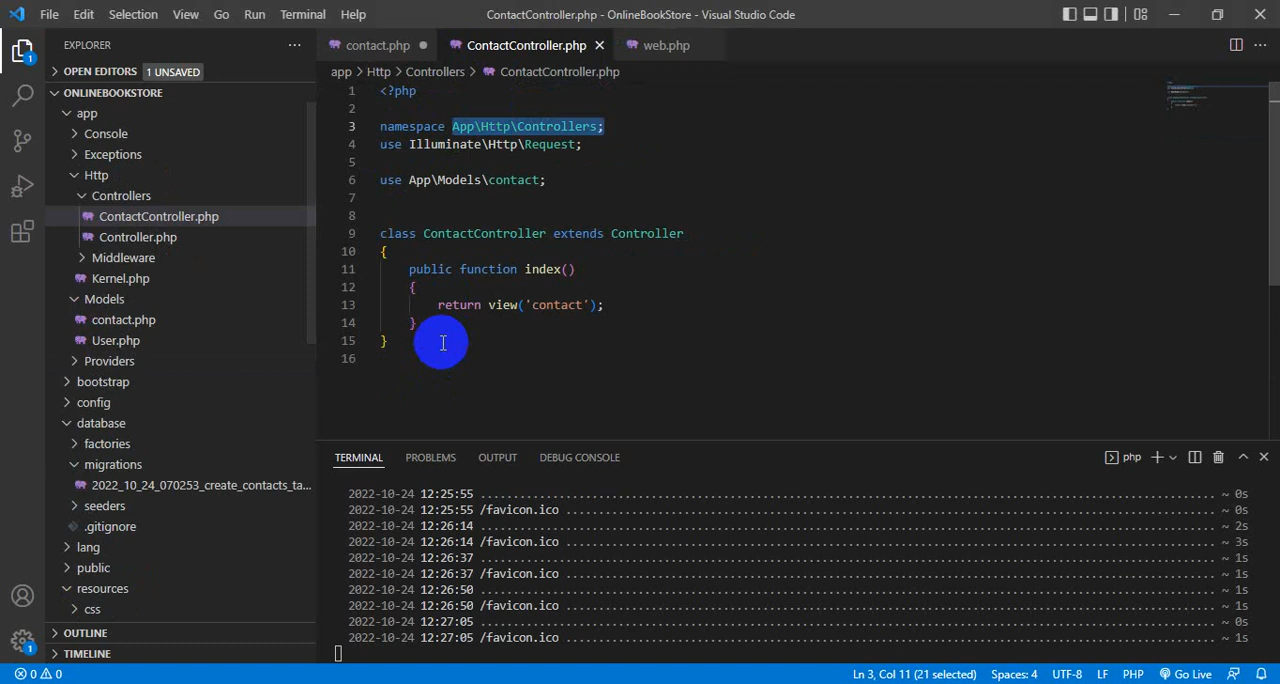 File Edit Selection View Go Run Terminal Help ContactController.php - OnlineBookStore - Visual Studio Code
EXPLORER
contact.php ContactController.php web.php
OPEN EDITORS 1 UNSAVED
app > Http > Controllers > ContactController.php
ONLINEBOOKSTORE
app
Console
Exceptions
Http
Controllers
ContactController.php
Controller.php
Middleware
Kernel.php
Models
contact.php
User.php
Providers
bootstrap
config
database
factories
migrations
2022_10_24_070253_create_contacts_ta...
seeders
.gitignore
lang
public
resources
css
OUTLINE
TIMELINE
1 <?php
2
3 namespace App\Http\Controllers;
4 use Illuminate\Http\Request;
5
6 use App\Models\contact;
7
8
9 class ContactController extends Controller
10 {
11 public function index()
12 {
13 return view('contact');
14 }
15 }
16
TERMINAL PROBLEMS OUTPUT DEBUG CONSOLE php
2022-10-24 12:25:55 ........................................ ~ 0s
2022-10-24 12:25:55 /favicon.ico ........................................ ~ 0s
2022-10-24 12:26:14 ........................................ ~ 2s
2022-10-24 12:26:14 /favicon.ico ........................................ ~ 3s
2022-10-24 12:26:37 ........................................ ~ 1s
2022-10-24 12:26:37 /favicon.ico ........................................ ~ 1s
2022-10-24 12:26:50 ........................................ ~ 1s
2022-10-24 12:26:50 /favicon.ico ........................................ ~ 1s
2022-10-24 12:27:05 ........................................ ~ 0s
2022-10-24 12:27:05 /favicon.ico ........................................ ~ 1s
1
1
0 0 Ln 3, Col 11 (21 selected) Spaces: 4 UTF-8 LF PHP Go Live